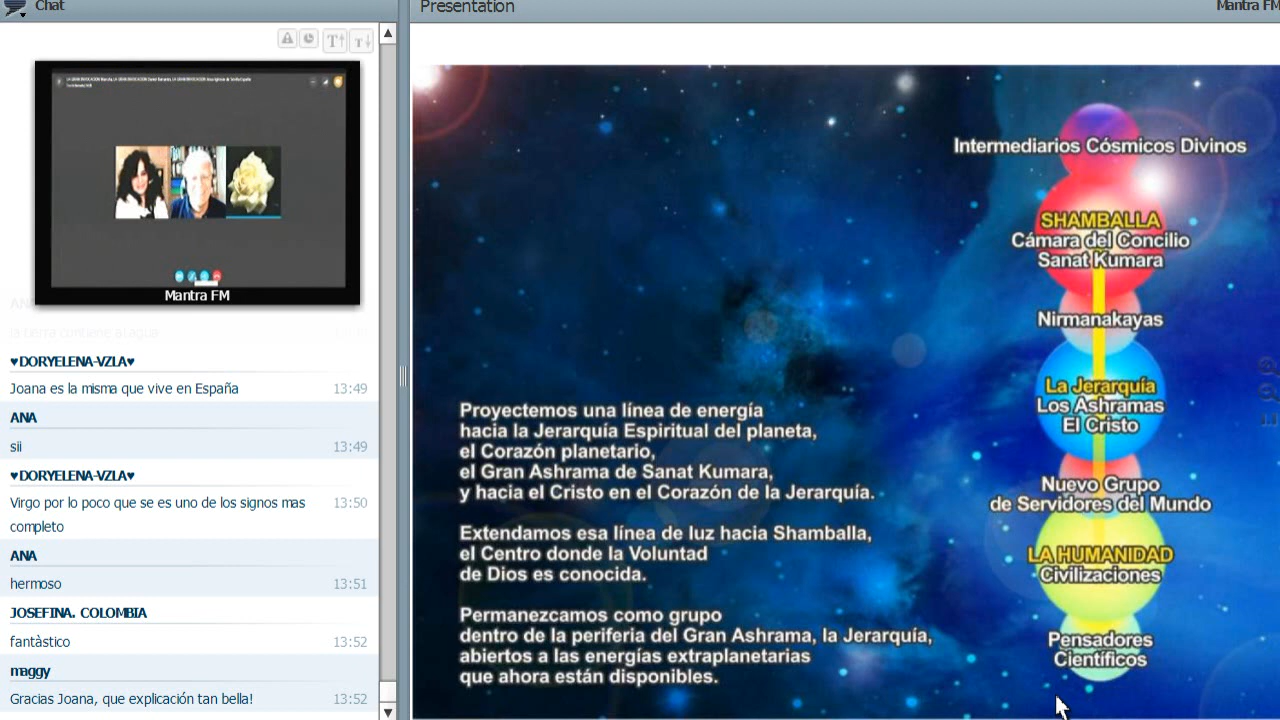 Chat
T↑ T↓
Mantra FM
la tierra contiene al agua
♥DORYELENA-VZLA♥
Joana es la misma que vive en España 13:49
ANA
sii 13:49
♥DORYELENA-VZLA♥
Virgo por lo poco que se es uno de los signos mas 13:50
completo
ANA
hermoso 13:51
JOSEFINA. COLOMBIA
fantàstico 13:52
maggy
Gracias Joana, que explicación tan bella! 13:52
Presentation
Mantra FM
Intermediarios Cósmicos Divinos
SHAMBALLA
Cámara del Concilio
Sanat Kumara
Nirmanakayas
La Jerarquía
Los Ashramas
El Cristo
Nuevo Grupo
de Servidores del Mundo
LA HUMANIDAD
Civilizaciones
Pensadores
Científicos
Proyectemos una línea de energía
hacia la Jerarquía Espiritual del planeta,
el Corazón planetario,
el Gran Ashrama de Sanat Kumara,
y hacia el Cristo en el Corazón de la Jerarquía.
Extendamos esa línea de luz hacia Shamballa,
el Centro donde la Voluntad
de Dios es conocida.
Permanezcamos como grupo
dentro de la periferia del Gran Ashrama, la Jerarquía,
abiertos a las energías extraplanetarias
que ahora están disponibles.